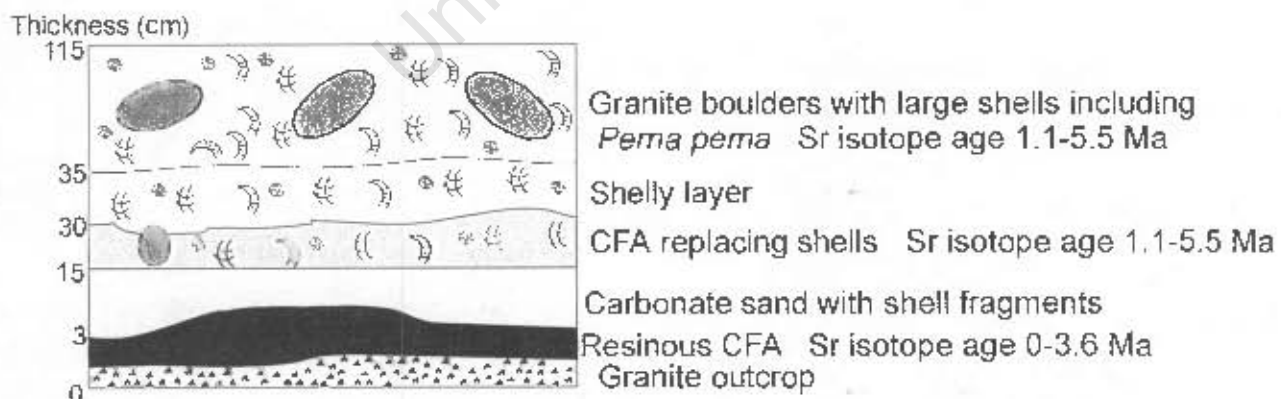 Thickness (cm)
115
Granite boulders with large shells including
Perna perna Sr isotope age 1.1-5.5 Ma
35
Shelly layer
30
CFA replacing shells Sr isotope age 1.1-5.5 Ma
15
Carbonate sand with shell fragments
3
Resinous CFA Sr isotope age 0-3.6 Ma
Granite outcrop
0